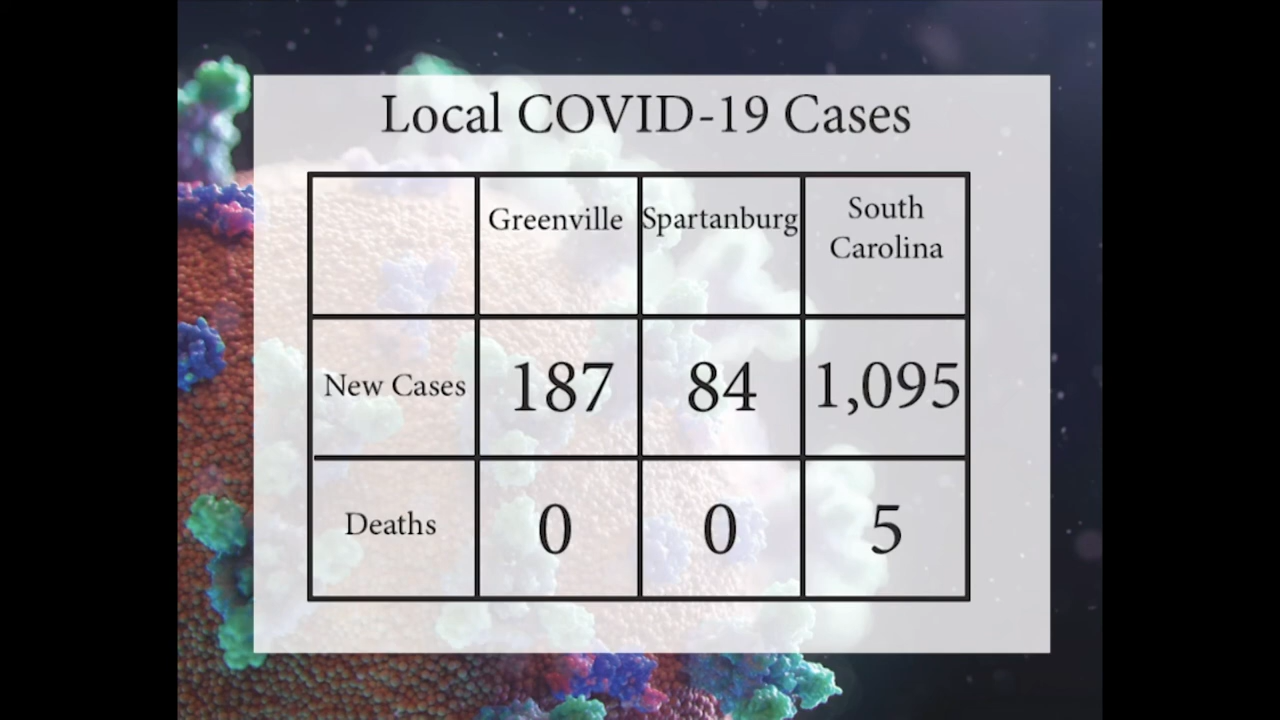 Local COVID-19 Cases
Greenville Spartanburg South Carolina
New Cases 187 84 1,095
Deaths 0 0 5